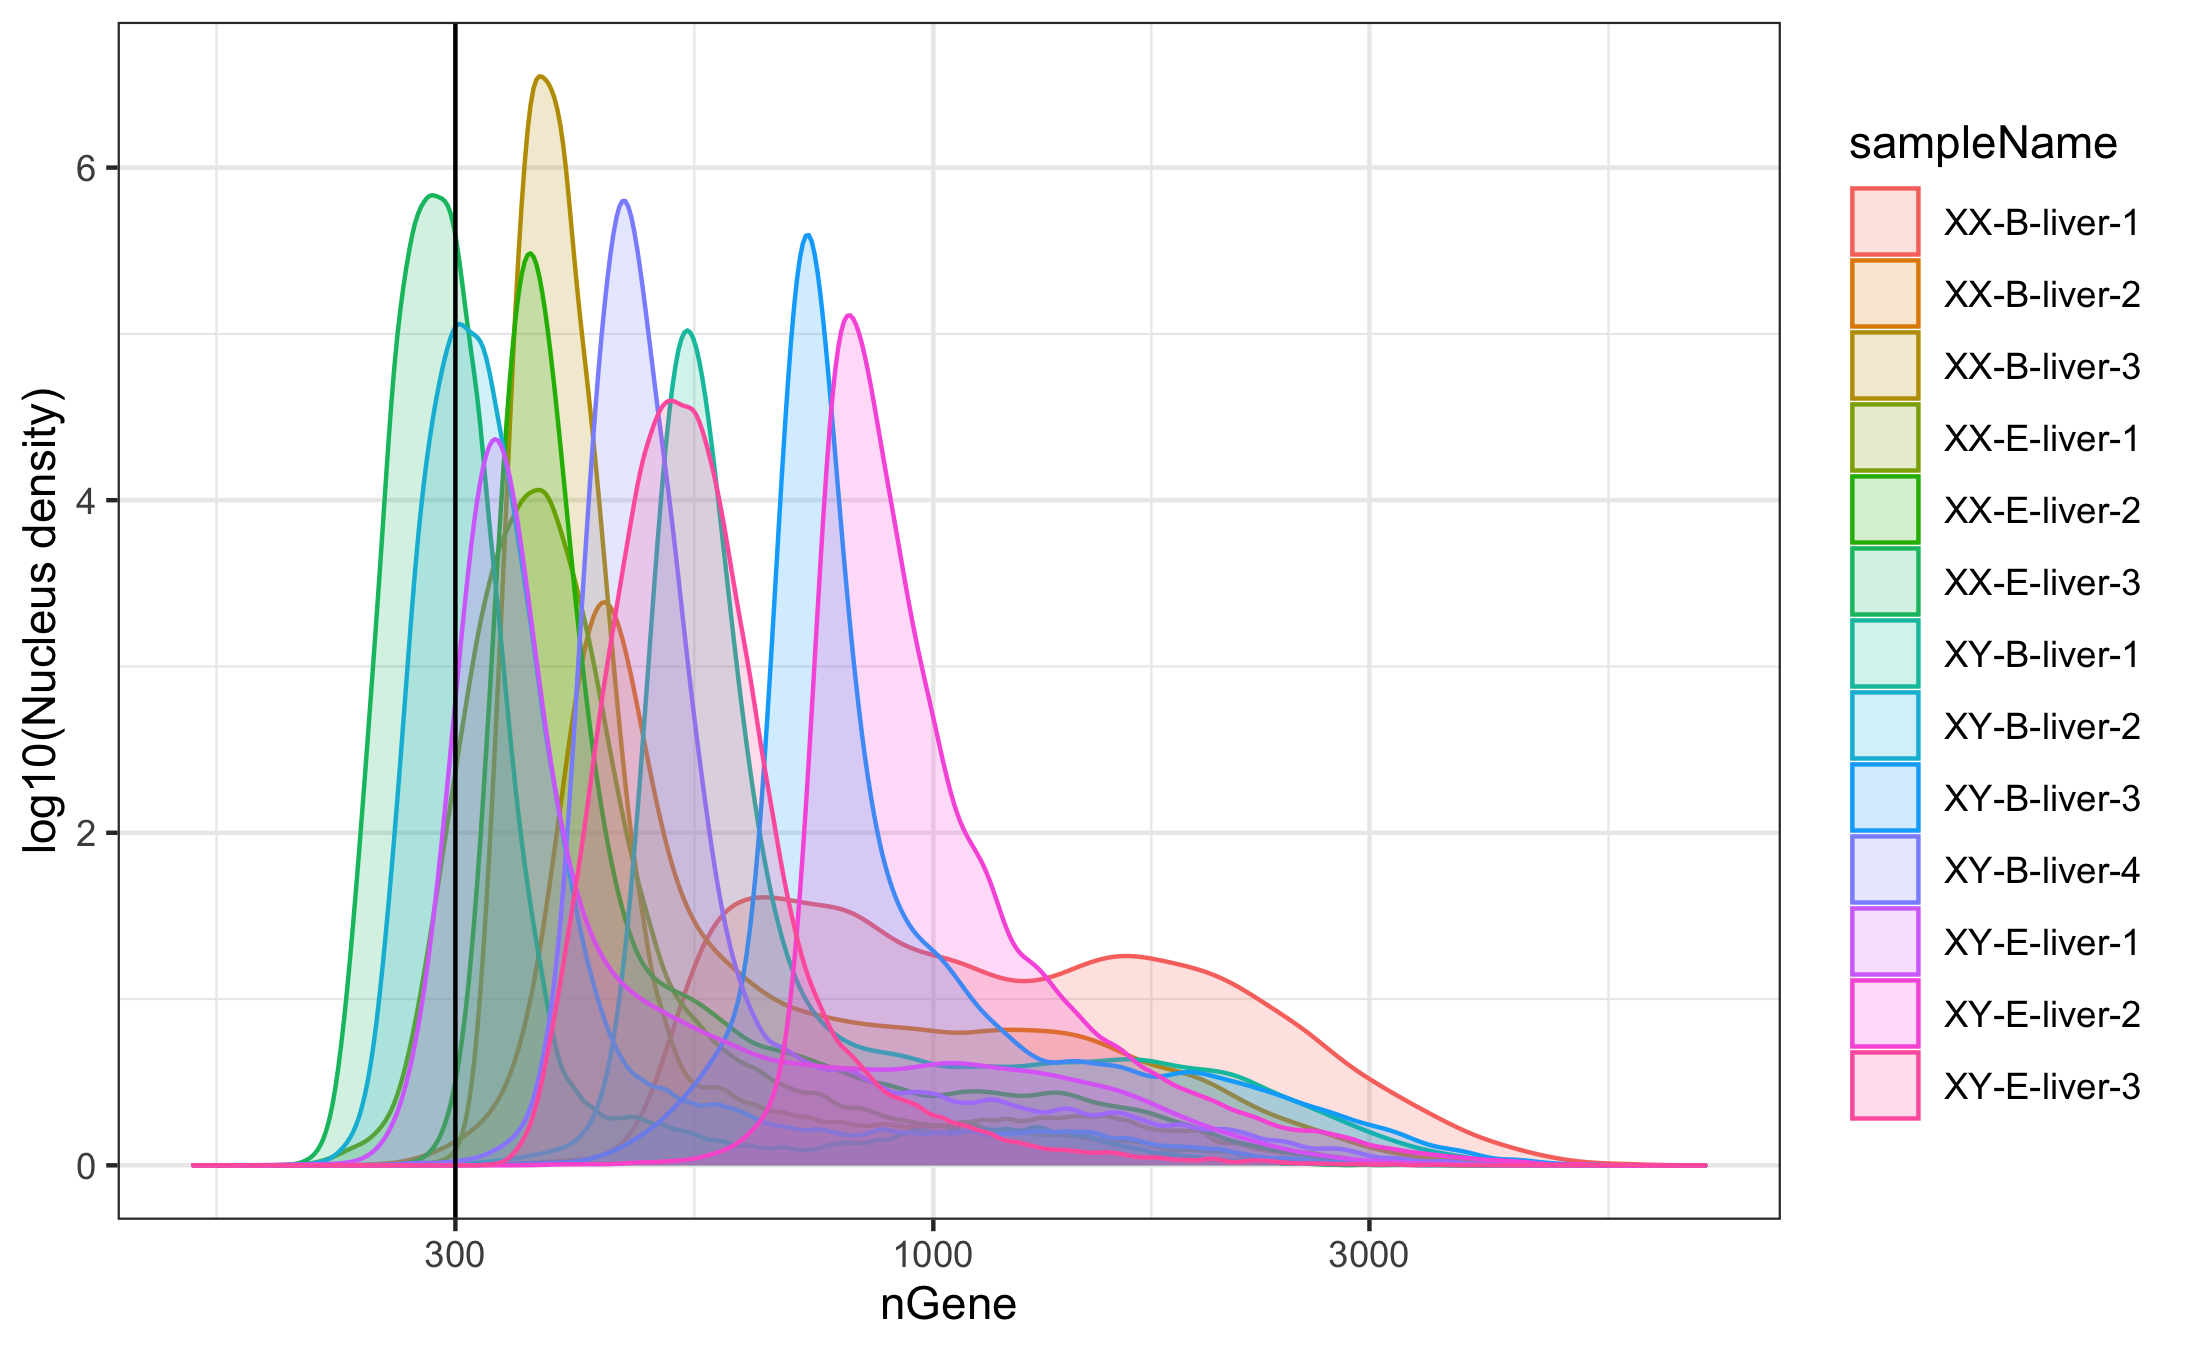 log10(Nucleus density)
6
4
2
0
300
1000
3000
nGene
sampleName
XX-B-liver-1
XX-B-liver-2
XX-B-liver-3
XX-E-liver-1
XX-E-liver-2
XX-E-liver-3
XY-B-liver-1
XY-B-liver-2
XY-B-liver-3
XY-B-liver-4
XY-E-liver-1
XY-E-liver-2
XY-E-liver-3